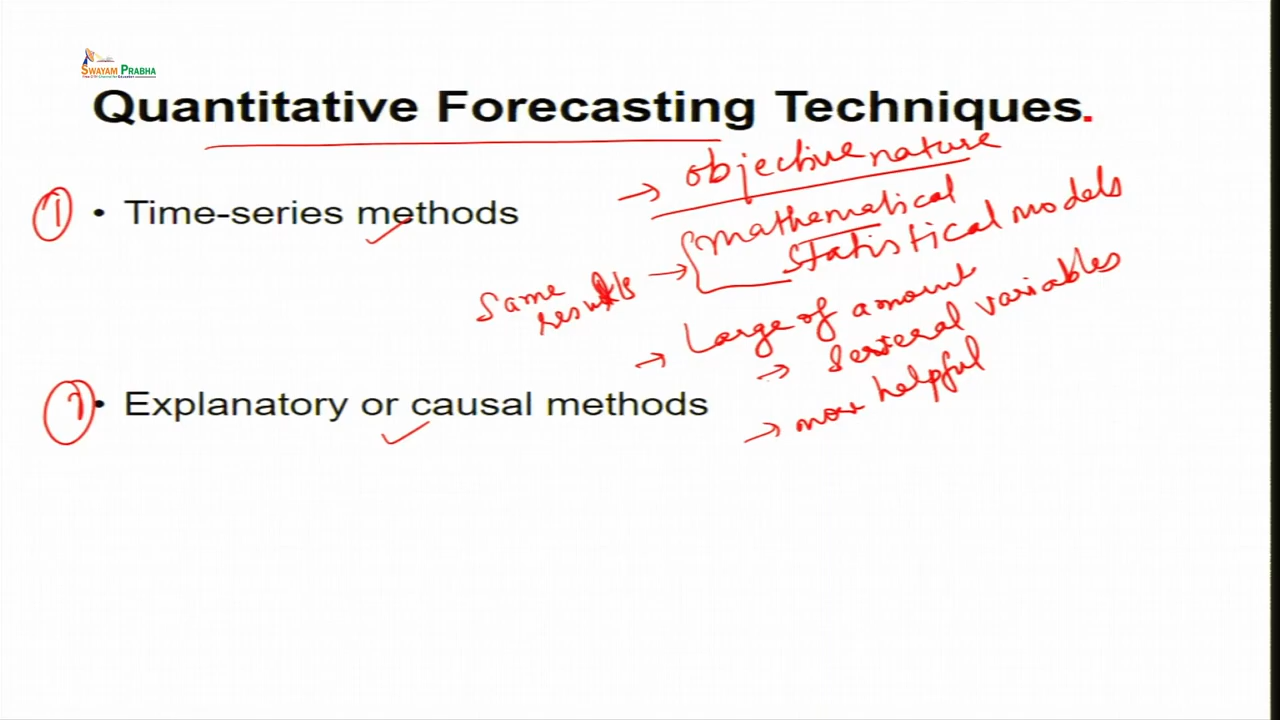 SWAYAM PRABHA
Quantitative Forecasting Techniques.
→ objective nature
1 • Time-series methods
→ mathematical
statistical models
Same
results
→ Large of amount
→ several variables
2 • Explanatory or causal methods
→ more helpful